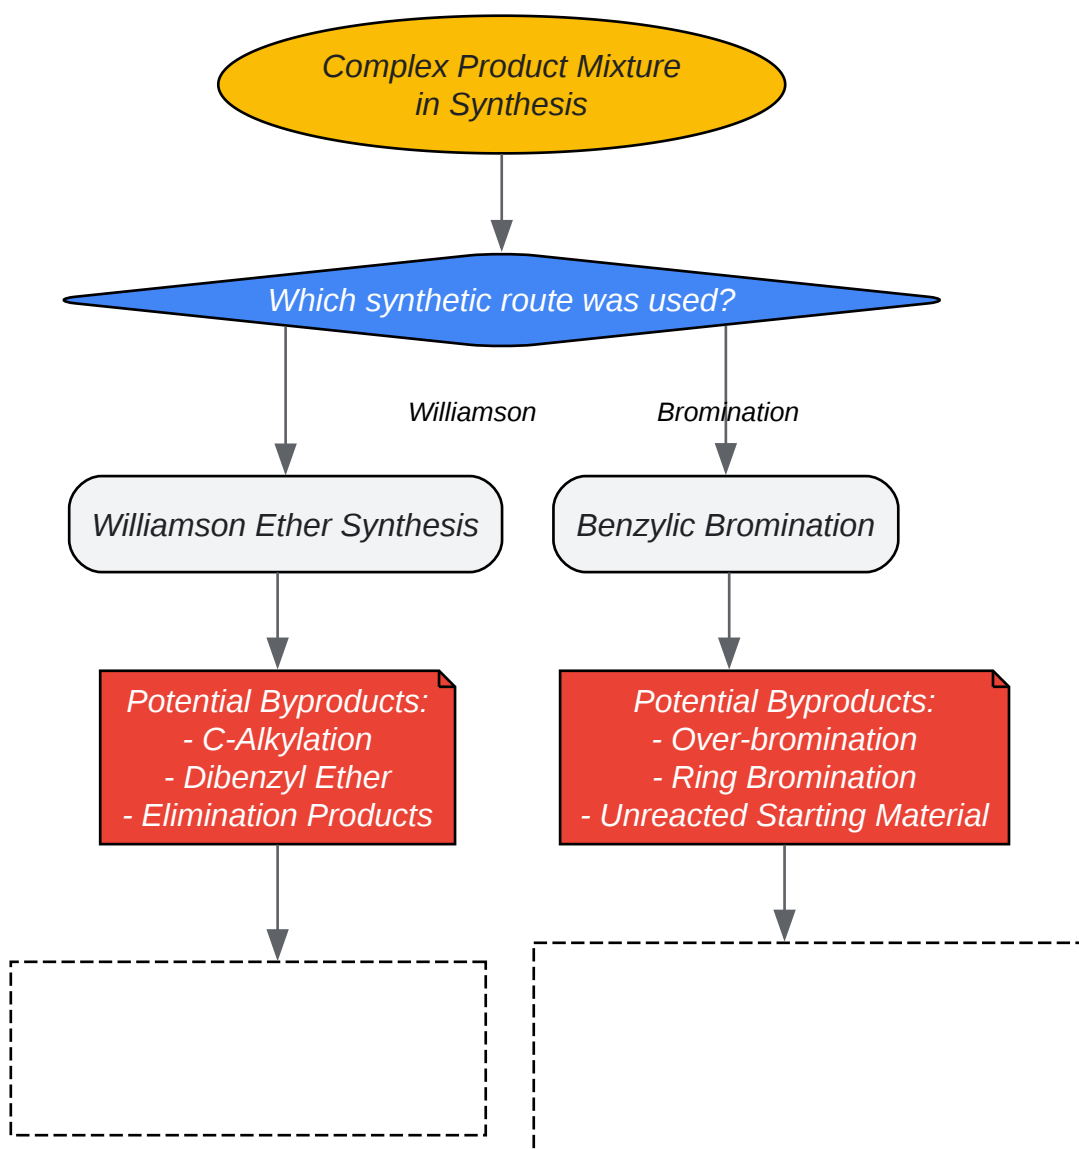 Complex Product Mixture
in Synthesis
Which synthetic route was used?
Williamson
Bromination
Williamson Ether Synthesis
Benzylic Bromination
Potential Byproducts:
- C-Alkylation
- Dibenzyl Ether
- Elimination Products
Potential Byproducts:
- Over-bromination
- Ring Bromination
- Unreacted Starting Material